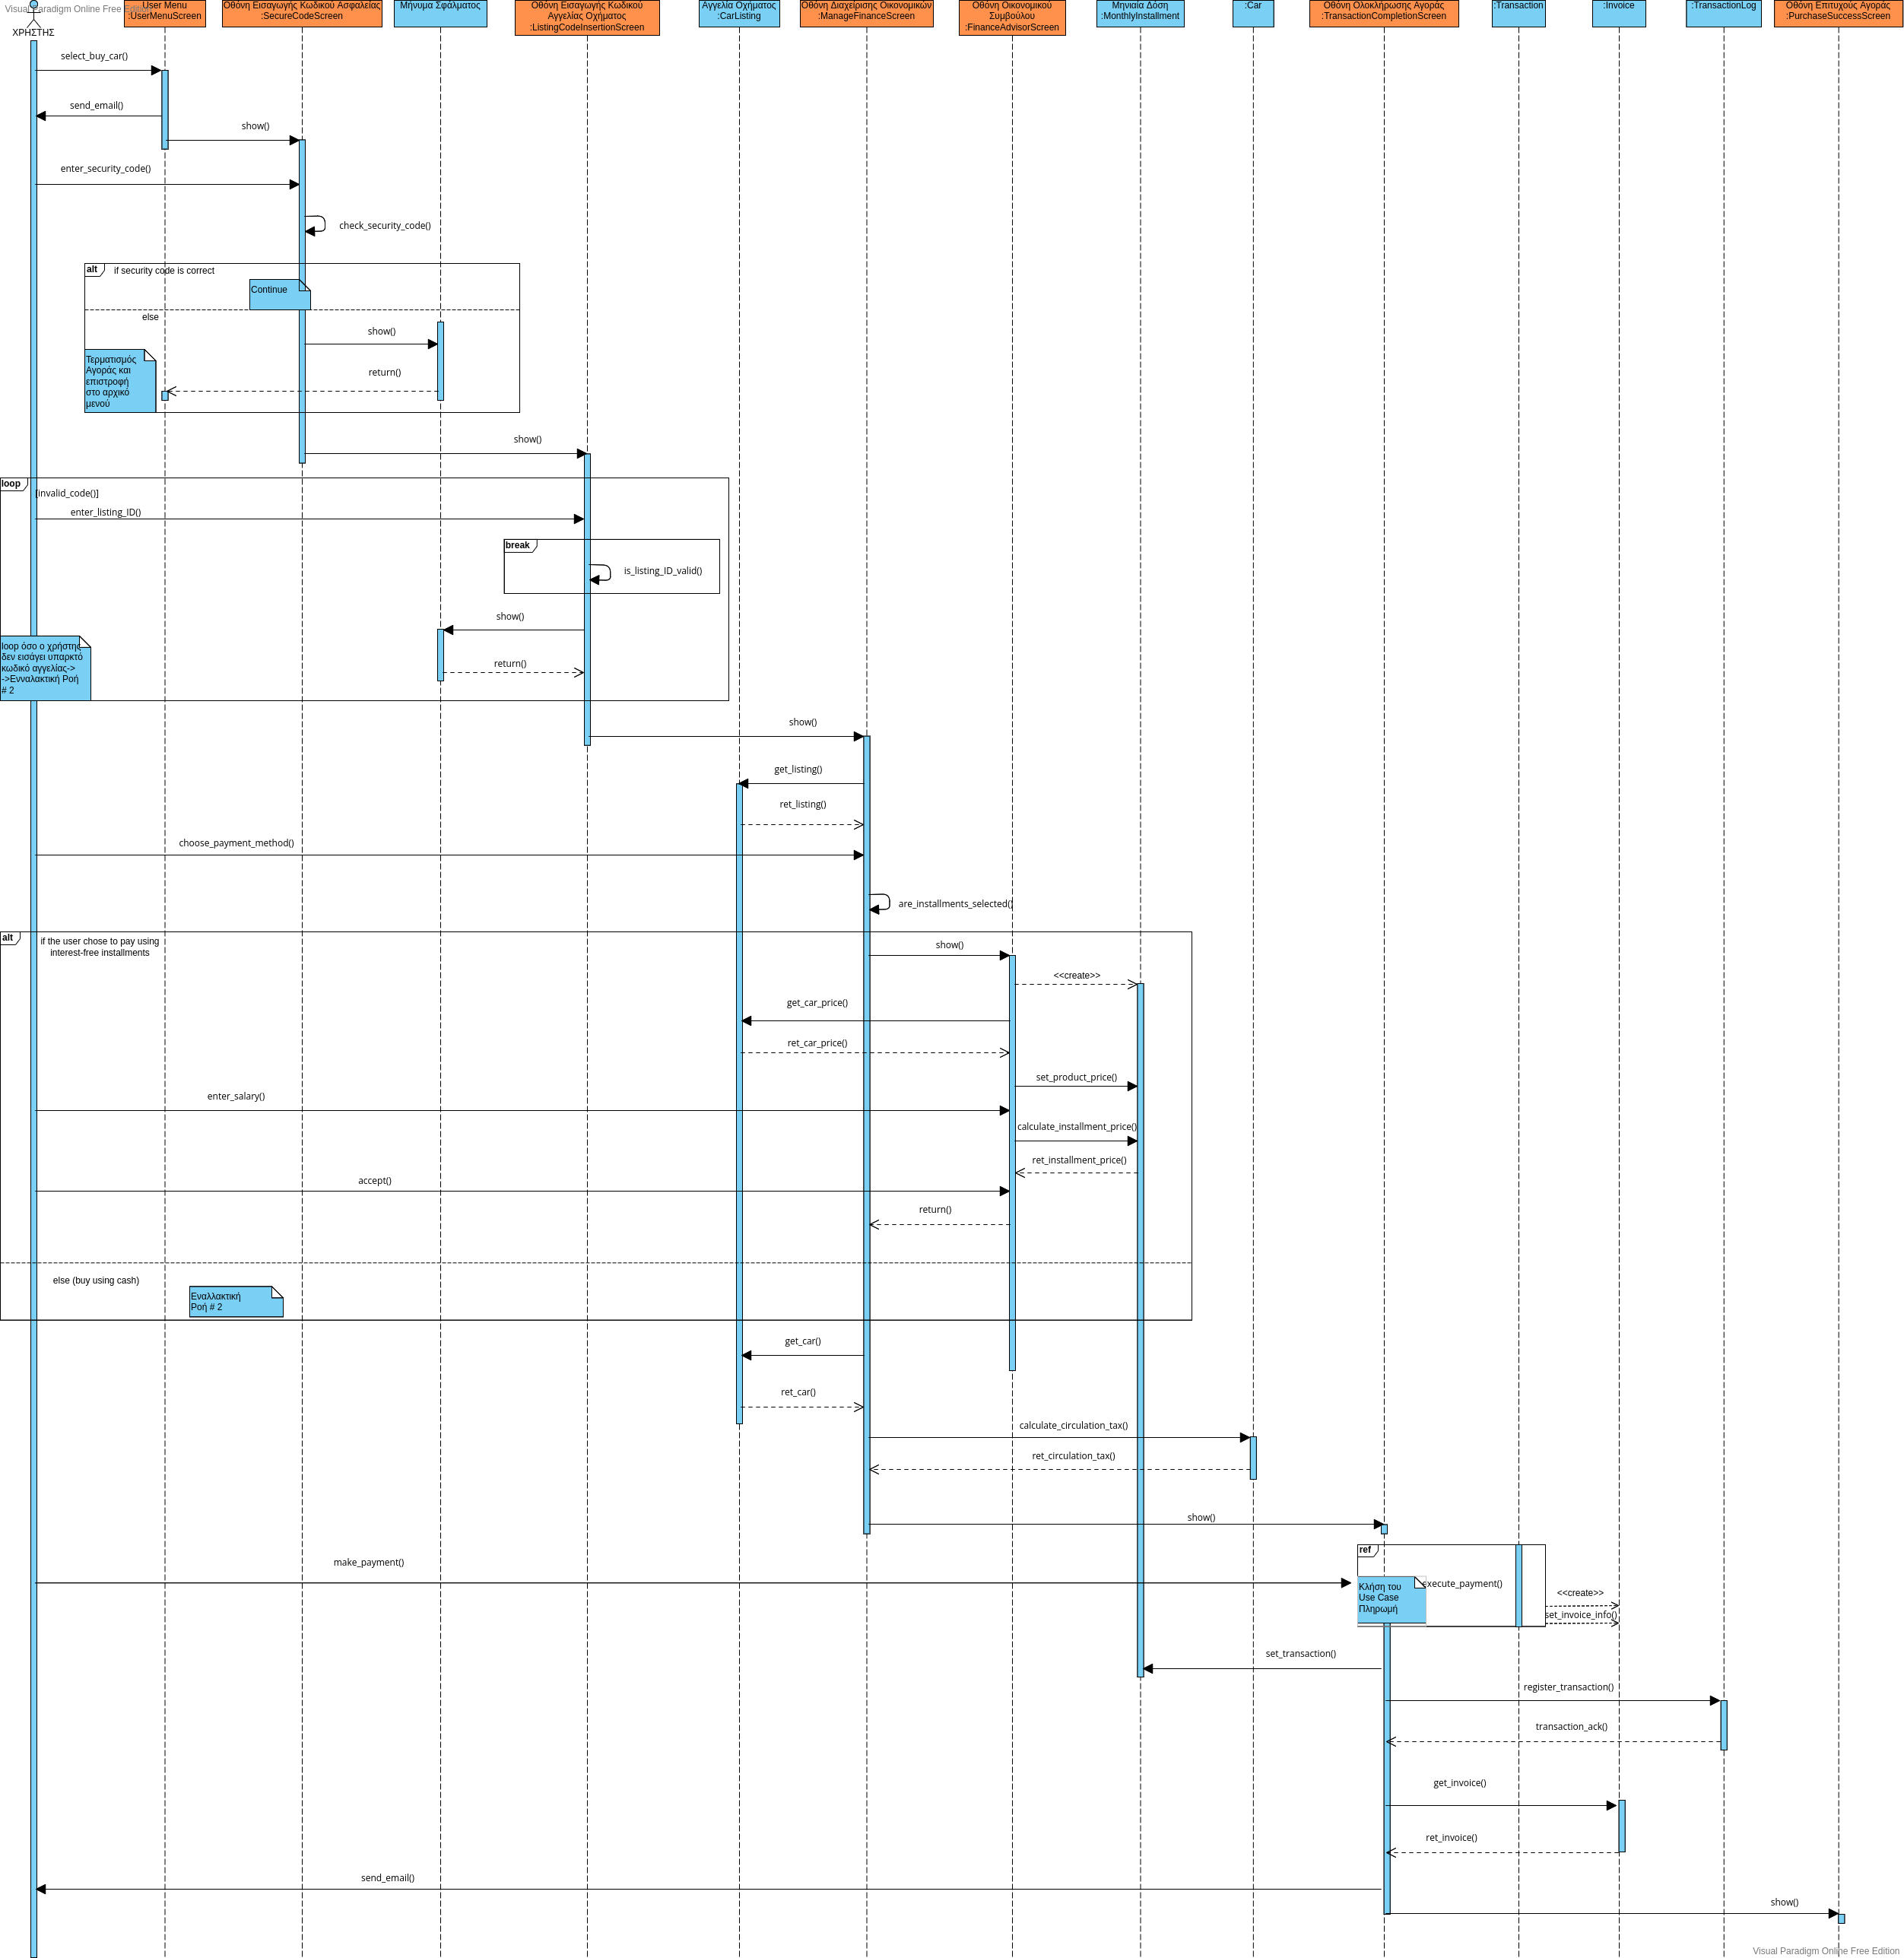 Visual Paradigm Online Free Edition
ΧΡΗΣΤΗΣ
User Menu
:UserMenuScreen
Οθόνη Εισαγωγής Κωδικού Ασφαλείας
:SecureCodeScreen
Μήνυμα Σφάλματος
Οθόνη Εισαγωγής Κωδικού
Αγγελίας Οχήματος
:ListingCodeInsertionScreen
Αγγελία Οχήματος
:CarListing
Οθόνη Διαχείρισης Οικονομικών
:ManageFinanceScreen
Οθόνη Οικονομικού
Συμβούλου
:FinanceAdvisorScreen
Μηνιαία Δόση
:MonthlyInstallment
:Car
Οθόνη Ολοκλήρωσης Αγοράς
:TransactionCompletionScreen
:Transaction
:Invoice
:TransactionLog
Οθόνη Επιτυχούς Αγοράς
:PurchaseSuccessScreen
select_buy_car()
send_email()
show()
enter_security_code()
check_security_code()
alt
if security code is correct
Continue
else
show()
Τερματισμός
Αγοράς και
επιστροφή
στο αρχικό
μενού
return()
show()
loop
[invalid_code()]
enter_listing_ID()
break
is_listing_ID_valid()
show()
loop όσο ο χρήστης
δεν εισάγει υπαρκτό
κωδικό αγγελίας->
->Ενναλακτική Ροή
# 2
return()
show()
get_listing()
ret_listing()
choose_payment_method()
are_installments_selected()
alt
if the user chose to pay using
interest-free installments
show()
<<create>>
get_car_price()
ret_car_price()
set_product_price()
enter_salary()
calculate_installment_price()
ret_installment_price()
accept()
return()
else (buy using cash)
Εναλλακτική
Ροή # 2
get_car()
ret_car()
calculate_circulation_tax()
ret_circulation_tax()
show()
ref
make_payment()
Κλήση του
Use Case
Πληρωμή
execute_payment()
<<create>>
set_invoice_info()
set_transaction()
register_transaction()
transaction_ack()
get_invoice()
ret_invoice()
send_email()
show()
Visual Paradigm Online Free Edition